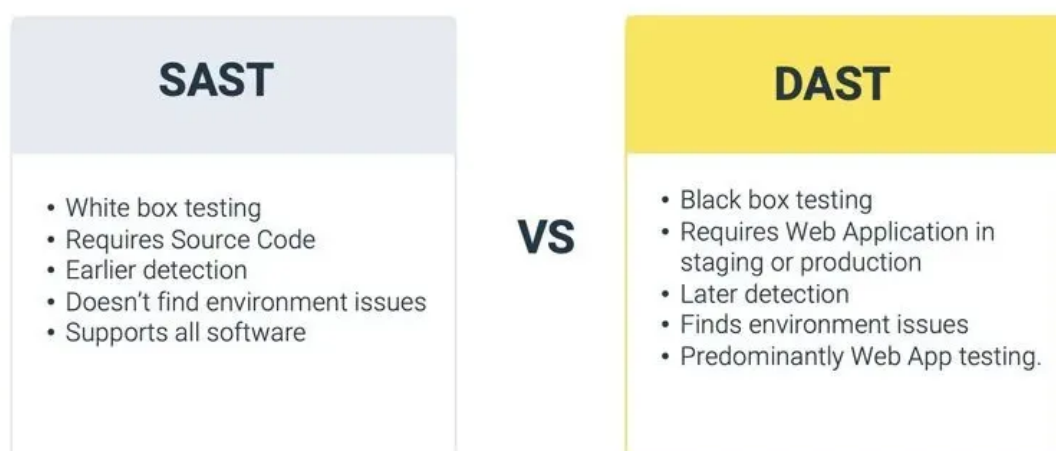 SAST
• White box testing
• Requires Source Code
• Earlier detection
• Doesn't find environment issues
• Supports all software
VS
DAST
• Black box testing
• Requires Web Application in
staging or production
• Later detection
• Finds environment issues
• Predominantly Web App testing.